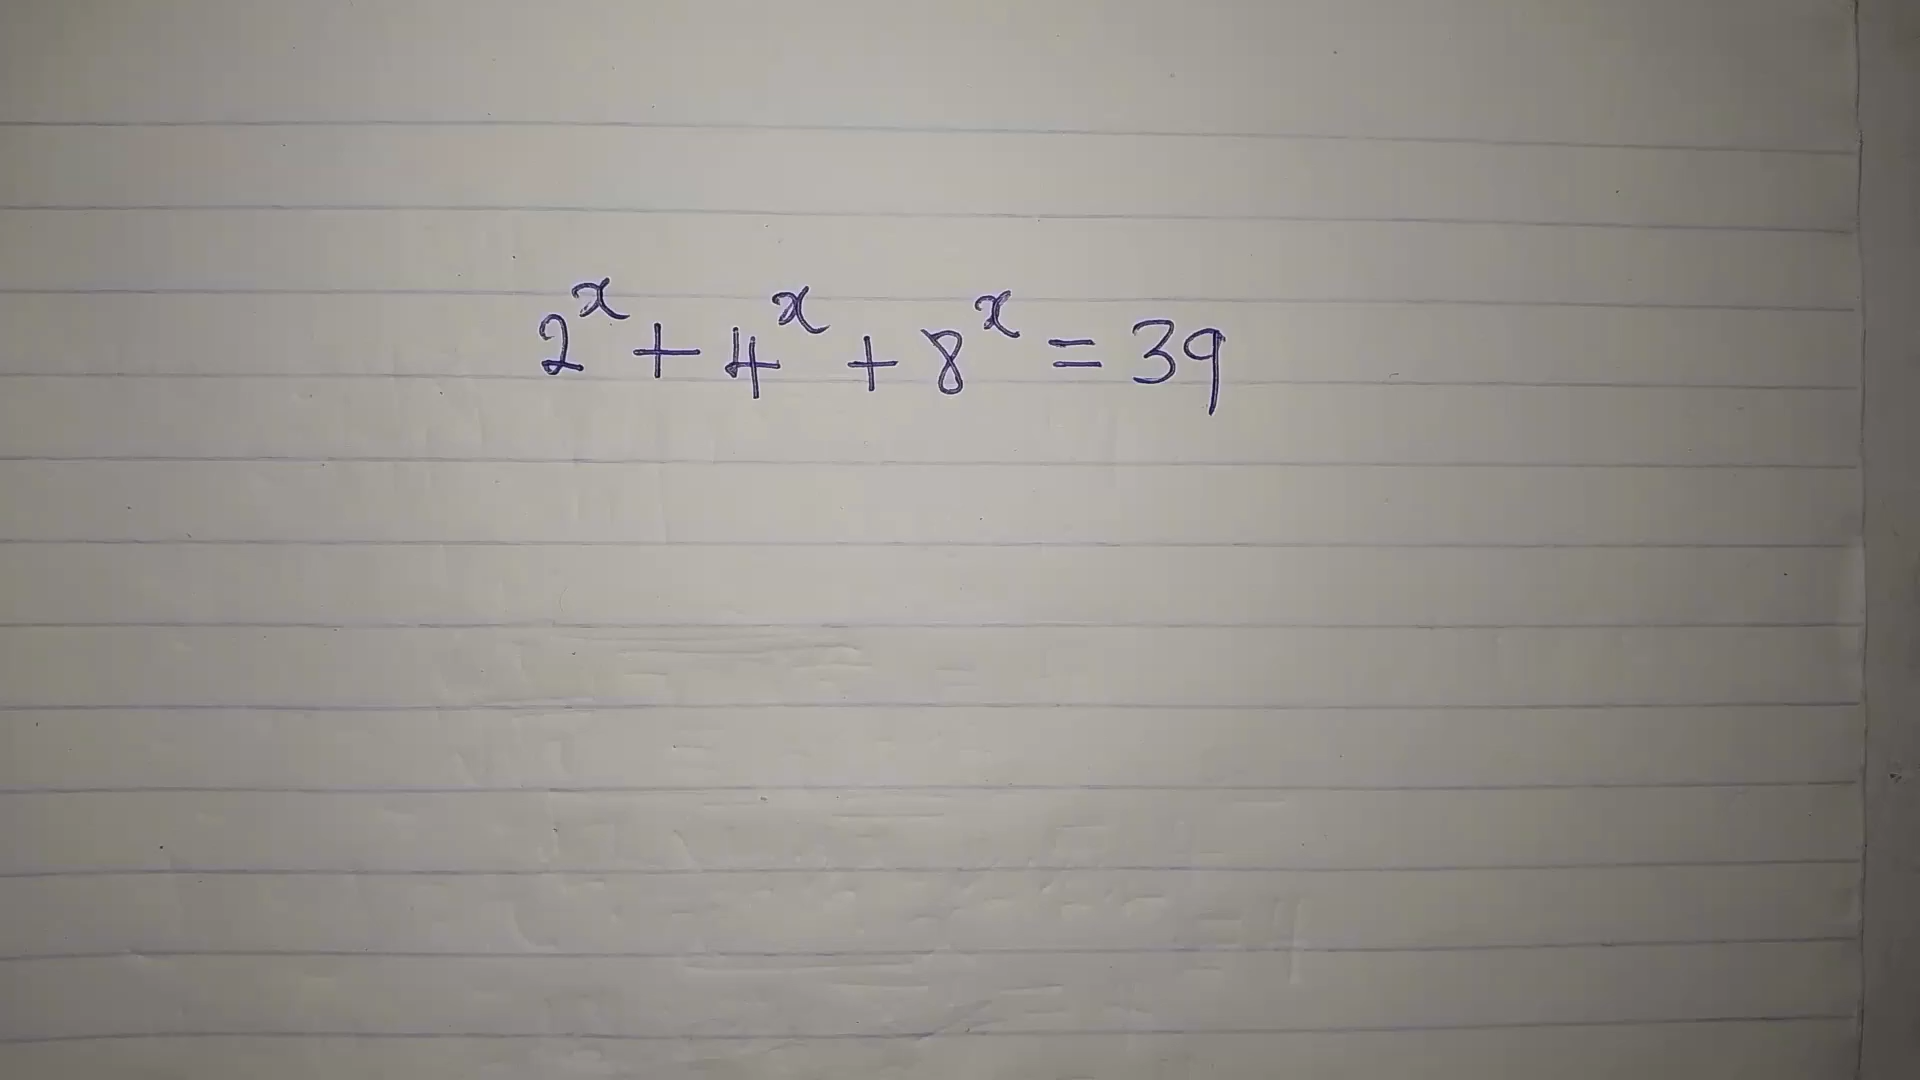 2^x + 4^x + 8^x = 39